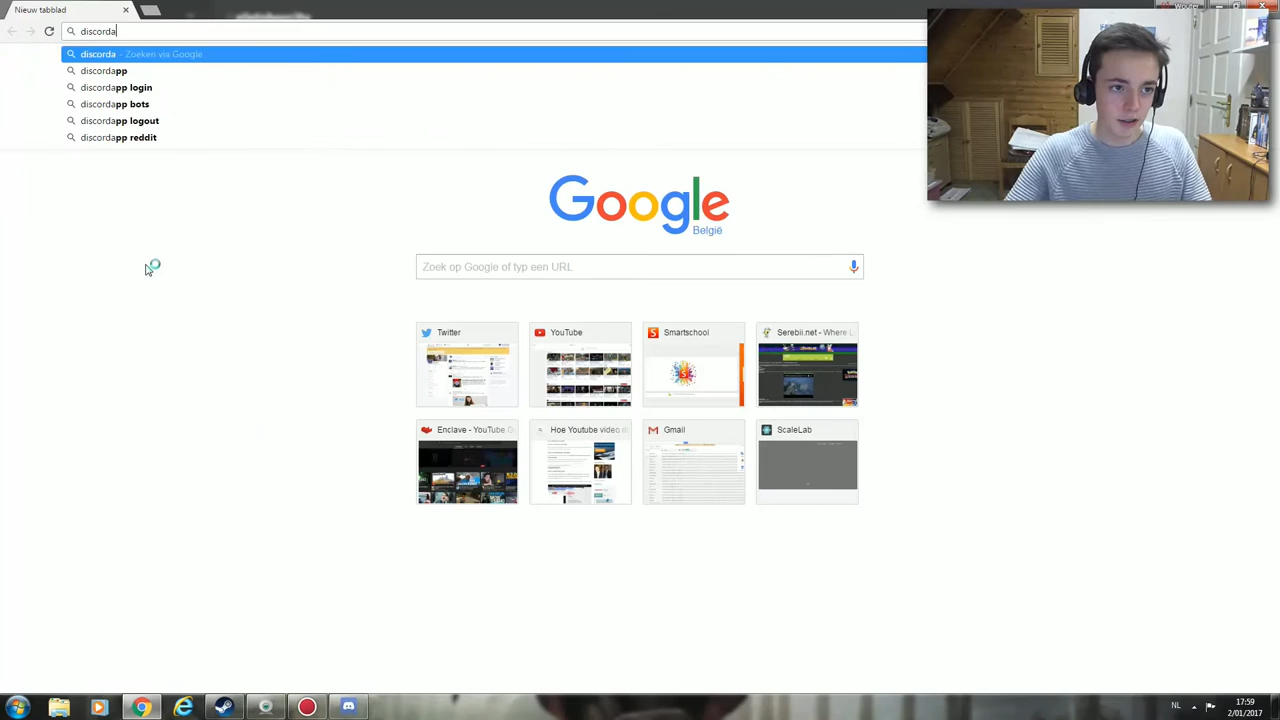 Nieuw tabblad
Wouter
discorda
discorda - Zoeken via Google
discordapp
discordapp login
discordapp bots
discordapp logout
discordapp reddit
Google
België
Zoek op Google of typ een URL
Twitter
YouTube
Smartschool
Serebii.net - Where L
Enclave - YouTube G
Hoe Youtube video d
Gmail
ScaleLab
NL
17:59
2/01/2017